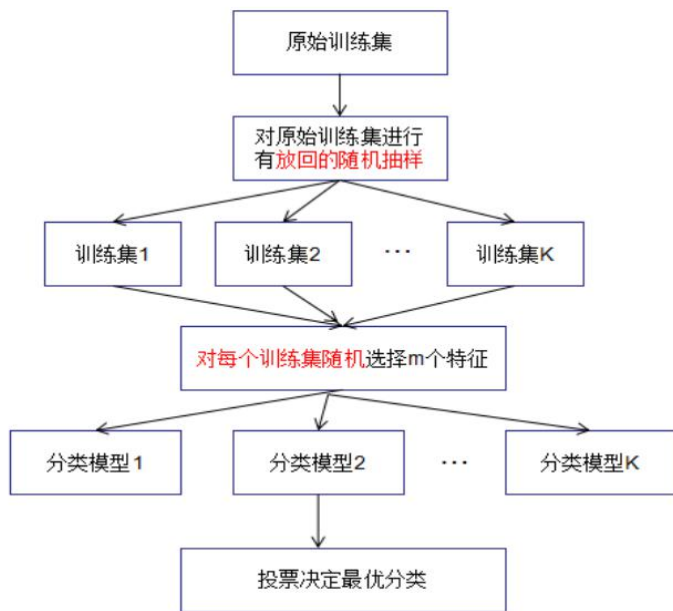 原始训练集
对原始训练集进行
有放回的随机抽样
训练集1 训练集2 … 训练集K
对每个训练集随机选择m个特征
分类模型1 分类模型2 … 分类模型K
投票决定最优分类